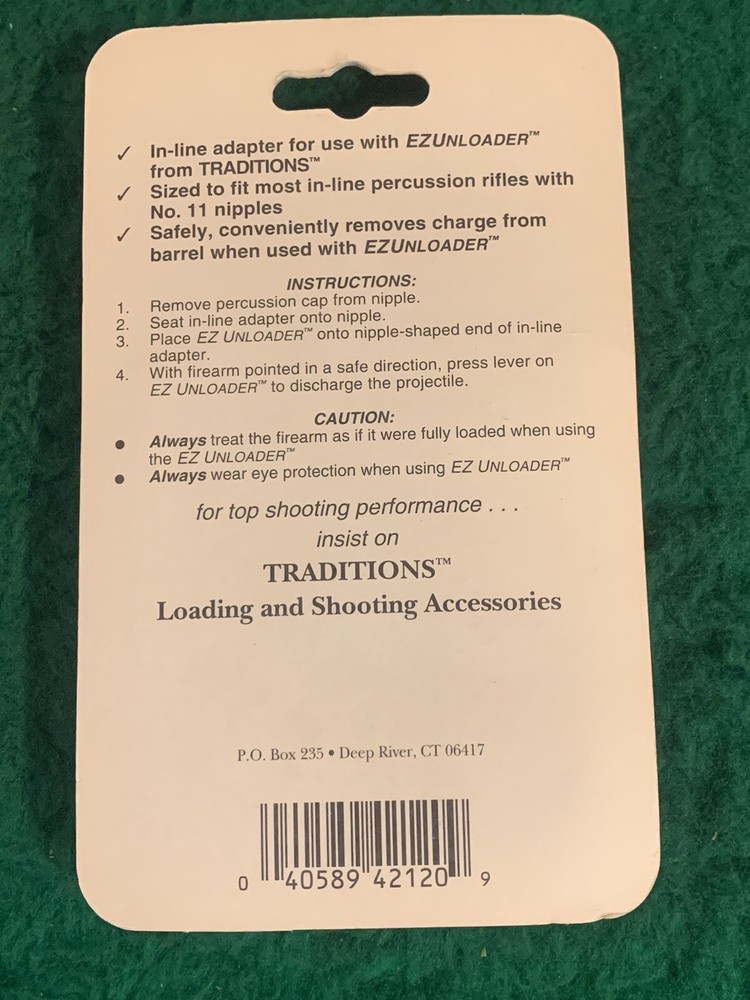 ✓ In-line adapter for use with EZUNLOADER™
from TRADITIONS™
✓ Sized to fit most in-line percussion rifles with
No. 11 nipples
✓ Safely, conveniently removes charge from
barrel when used with EZUNLOADER™
INSTRUCTIONS:
1. Remove percussion cap from nipple.
2. Seat in-line adapter onto nipple.
3. Place EZ UNLOADER™ onto nipple-shaped end of in-line
adapter.
4. With firearm pointed in a safe direction, press lever on
EZ UNLOADER™ to discharge the projectile.
CAUTION:
• Always treat the firearm as if it were fully loaded when using
the EZ UNLOADER™
• Always wear eye protection when using EZ UNLOADER™
for top shooting performance . . .
insist on
TRADITIONS™
Loading and Shooting Accessories
P.O. Box 235 • Deep River, CT 06417
0 40589 42120 9